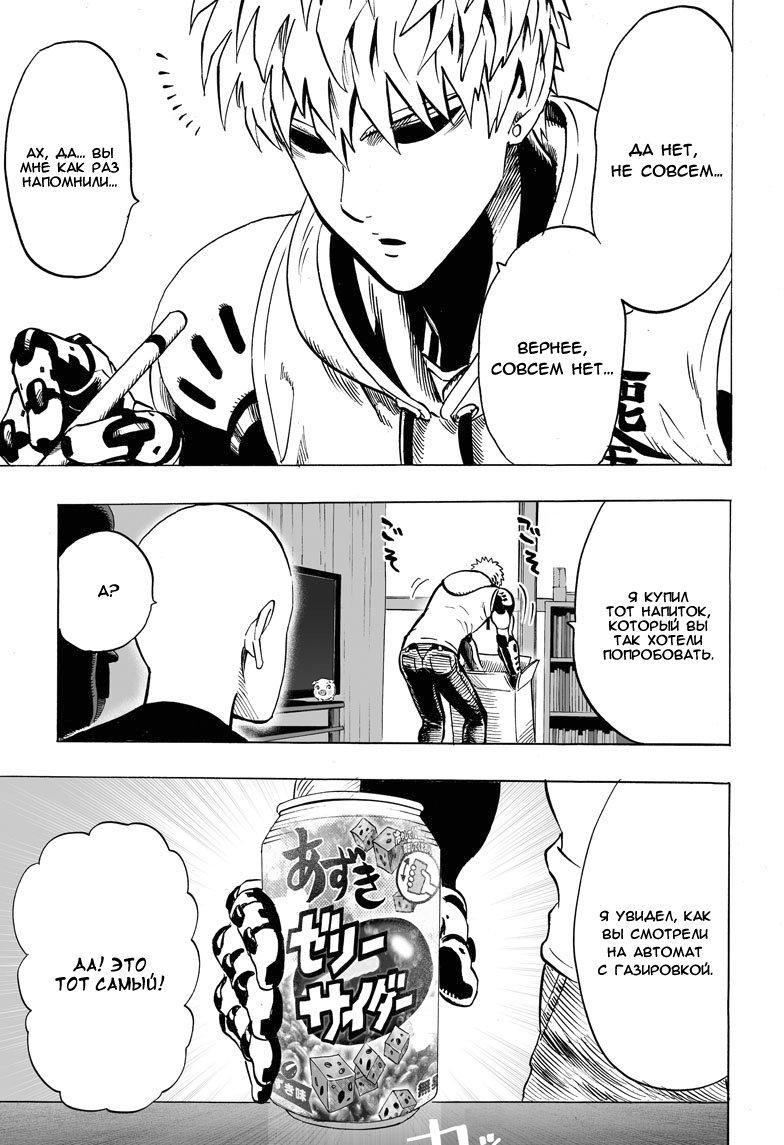 ДА НЕТ,
НЕ СОВСЕМ...
ВЕРНЕЕ,
СОВСЕМ НЕТ...
АХ, ДА... ВЫ
МНЕ КАК РАЗ
НАПОМНИЛИ...
Я КУПИЛ
ТОТ НАПИТОК,
КОТОРЫЙ ВЫ
ТАК ХОТЕЛИ
ПОПРОБОВАТЬ.
ごそ
ごそ
А?
Я УВИДЕЛ, КАК
ВЫ СМОТРЕЛИ
НА АВТОМАТ
С ГАЗИРОВКОЙ.
あずき
ゼリー
サイダー
ДА! ЭТО
ТОТ САМЫЙ!